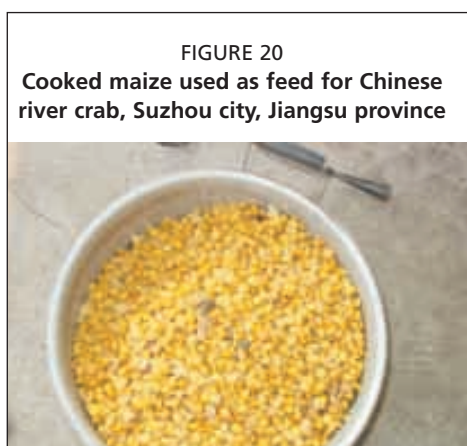 FIGURE 20
Cooked maize used as feed for Chinese
river crab, Suzhou city, Jiangsu province